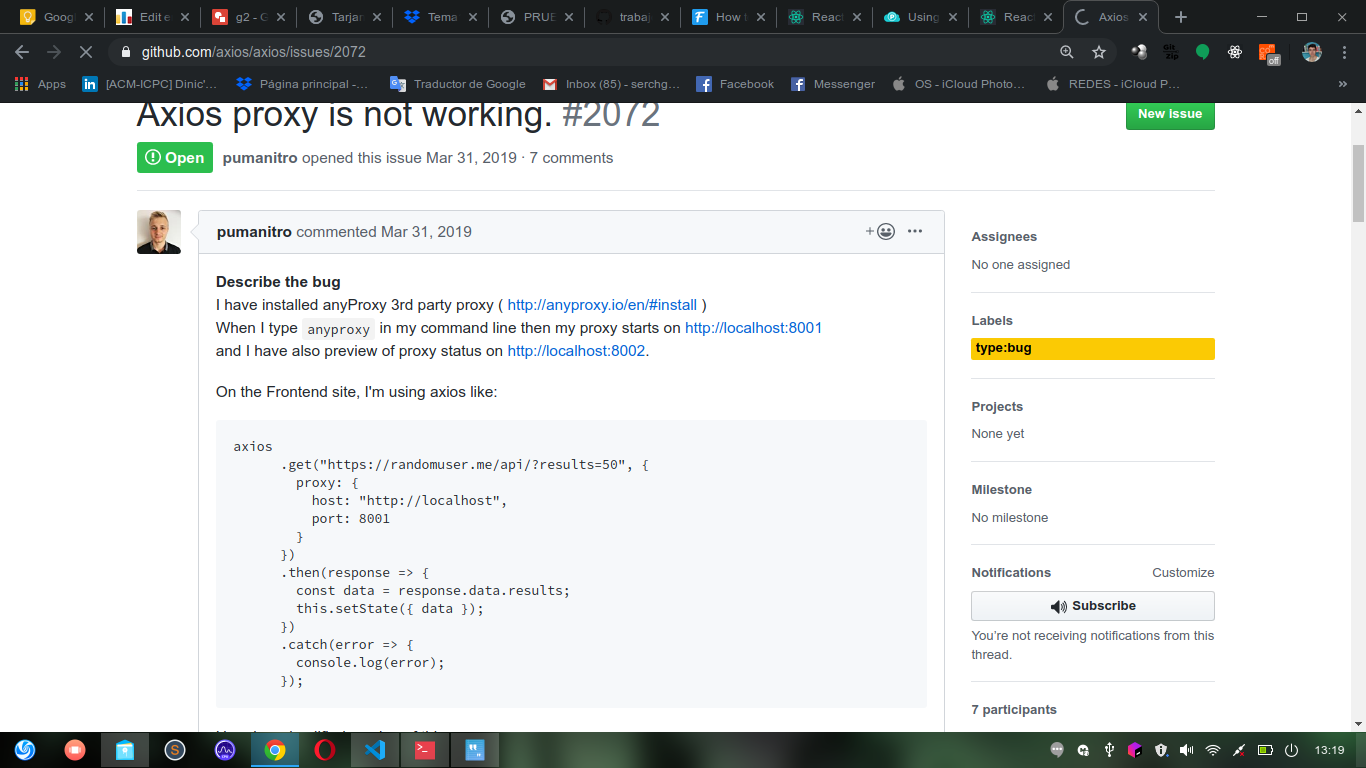 Googl
Edit e
g2 - G
Tarjan
Tema
PRUE
trabaj
How t
React
Using
React
Axios
github.com/axios/axios/issues/2072
Git
Zip
off
Apps
[ACM-ICPC] Dinic'...
Página principal -...
Traductor de Google
Inbox (85) - serchg...
Facebook
Messenger
OS - iCloud Photo...
REDES - iCloud P...
»
Axios proxy is not working. #2072
New issue
Open
pumanitro opened this issue Mar 31, 2019 · 7 comments
pumanitro commented Mar 31, 2019
Describe the bug
I have installed anyProxy 3rd party proxy ( http://anyproxy.io/en/#install )
When I type anyproxy in my command line then my proxy starts on http://localhost:8001
and I have also preview of proxy status on http://localhost:8002.
On the Frontend site, I'm using axios like:
axios
.get("https://randomuser.me/api/?results=50", {
proxy: {
host: "http://localhost",
port: 8001
}
})
.then(response => {
const data = response.data.results;
this.setState({ data });
})
.catch(error => {
console.log(error);
});
Assignees
No one assigned
Labels
type:bug
Projects
None yet
Milestone
No milestone
Notifications
Customize
Subscribe
You're not receiving notifications from this
thread.
7 participants
13:19